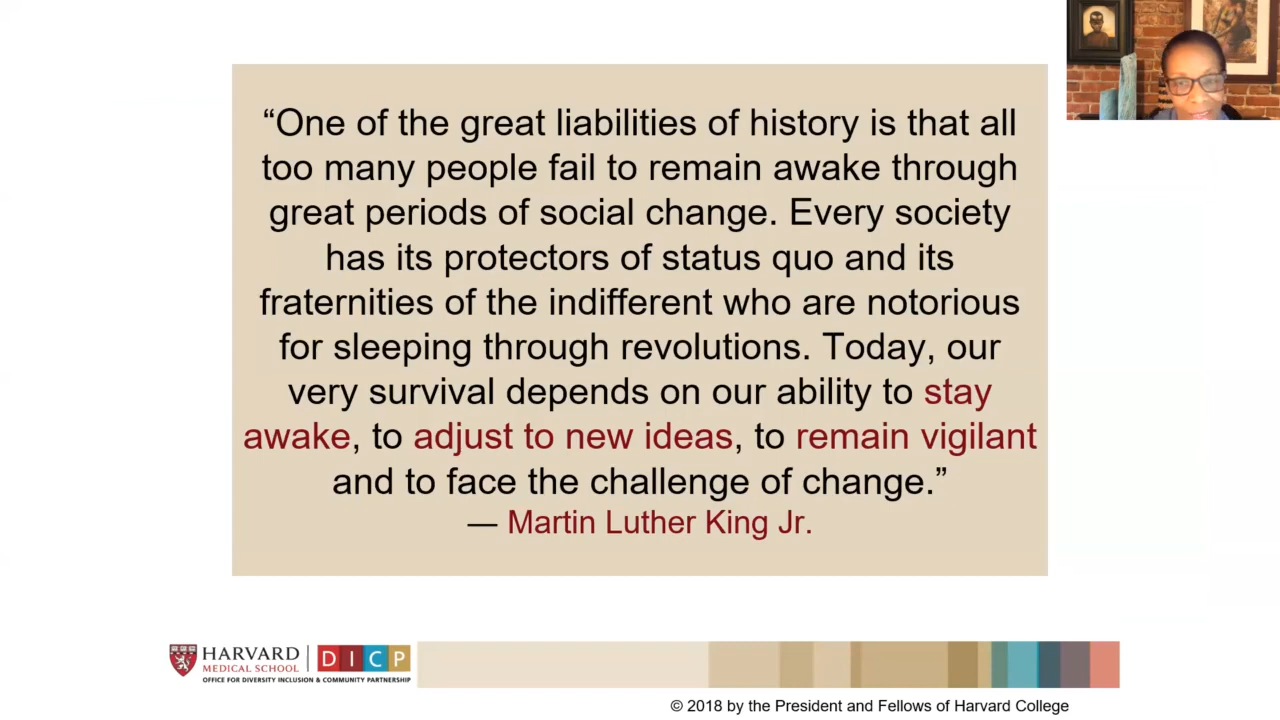 “One of the great liabilities of history is that all
too many people fail to remain awake through
great periods of social change. Every society
has its protectors of status quo and its
fraternities of the indifferent who are notorious
for sleeping through revolutions. Today, our
very survival depends on our ability to stay
awake, to adjust to new ideas, to remain vigilant
and to face the challenge of change.”
— Martin Luther King Jr.
HARVARD
MEDICAL SCHOOL
DICP
OFFICE FOR DIVERSITY INCLUSION & COMMUNITY PARTNERSHIP
© 2018 by the President and Fellows of Harvard College